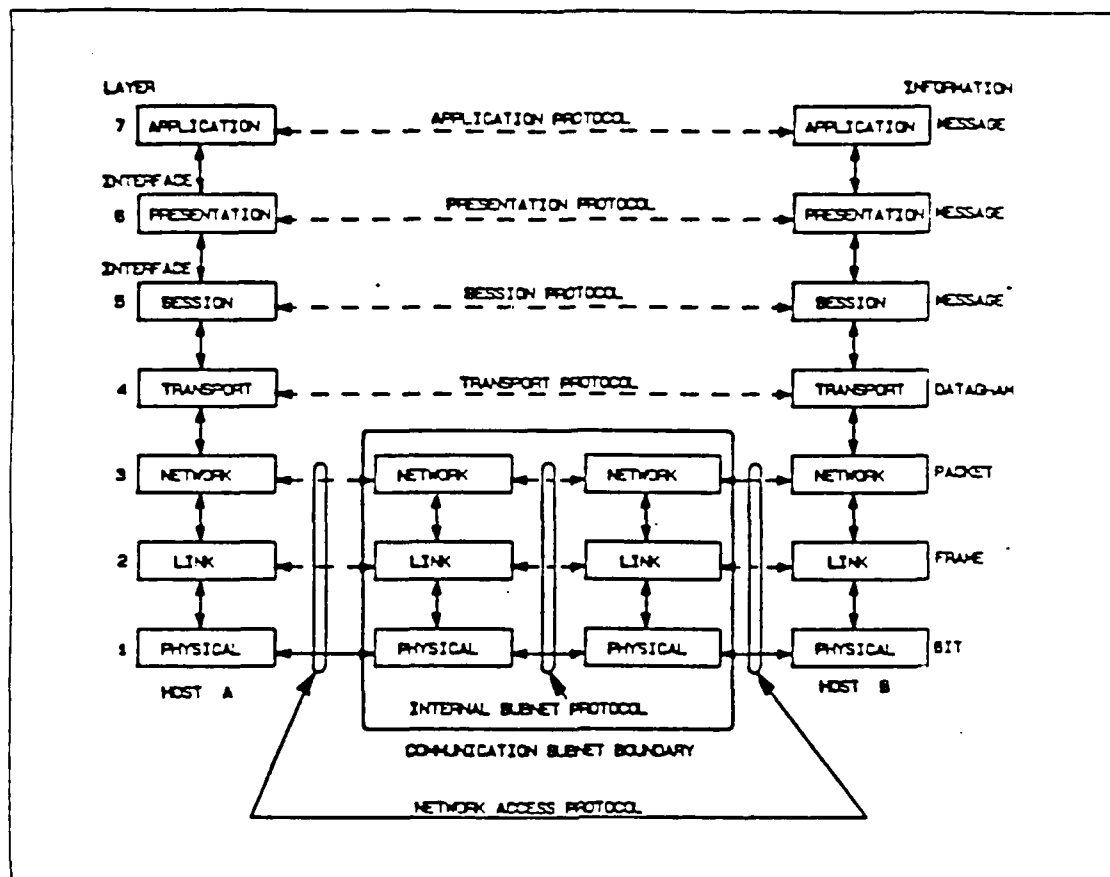 LAYER INFORMATION
7 APPLICATION APPLICATION PROTOCOL APPLICATION MESSAGE
INTERFACE
6 PRESENTATION PRESENTATION PROTOCOL PRESENTATION MESSAGE
INTERFACE
5 SESSION SESSION PROTOCOL SESSION MESSAGE
4 TRANSPORT TRANSPORT PROTOCOL TRANSPORT DATAGRAM
3 NETWORK NETWORK NETWORK NETWORK PACKET
2 LINK LINK LINK LINK FRAME
1 PHYSICAL PHYSICAL PHYSICAL PHYSICAL BIT
HOST A HOST B
INTERNAL SUBNET PROTOCOL
COMMUNICATION SUBNET BOUNDARY
NETWORK ACCESS PROTOCOL